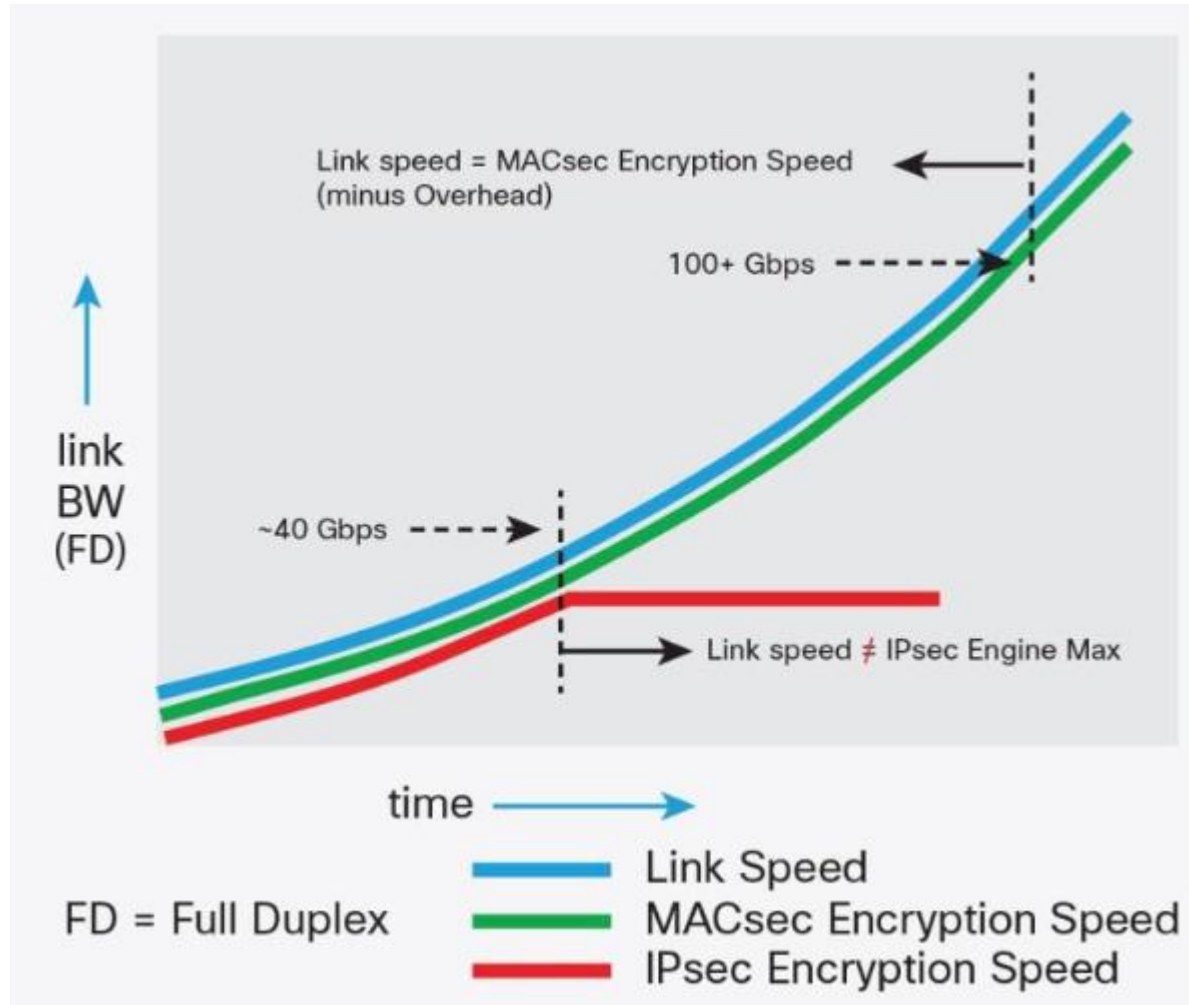 Link speed = MACsec Encryption Speed
(minus Overhead)
100+ Gbps
link
BW
(FD)
~40 Gbps
Link speed ≠ IPsec Engine Max
time
Link Speed
FD = Full Duplex
MACsec Encryption Speed
IPsec Encryption Speed